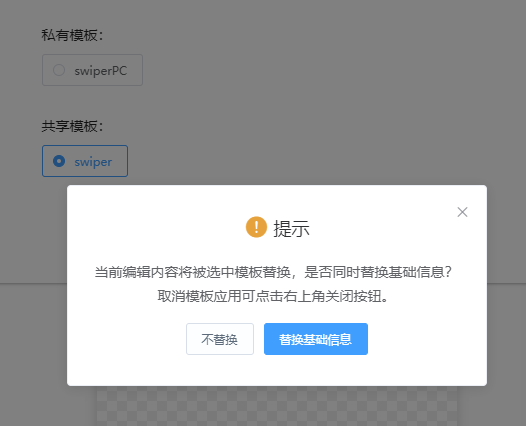 私有模板：
swiperPC
共享模板：
swiper
提示
当前编辑内容将被选中模板替换，是否同时替换基础信息？
取消模板应用可点击右上角关闭按钮。
不替换
替换基础信息